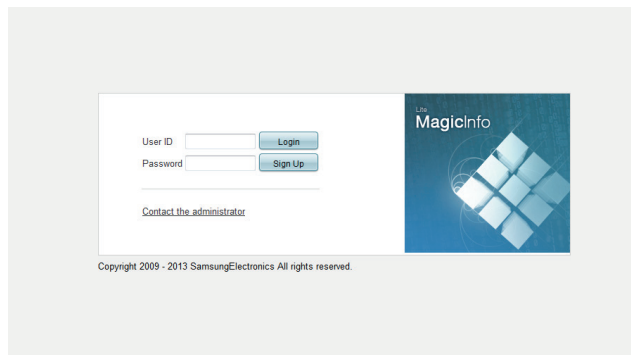 Lite
MagicInfo
User ID
Login
Password
Sign Up
Contact the administrator
Copyright 2009 - 2013 SamsungElectronics All rights reserved.